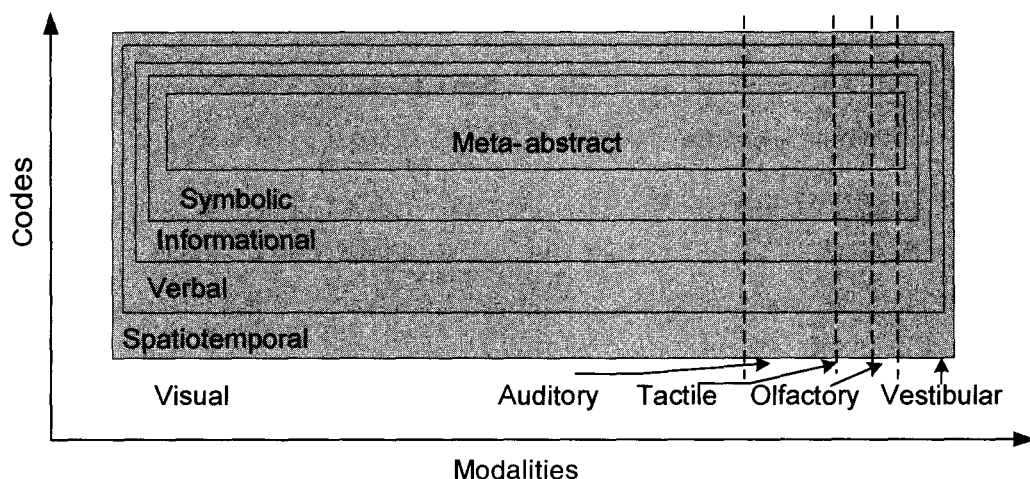 Codes
Meta-abstract
Symbolic
Informational
Verbal
Spatiotemporal
Visual Auditory Tactile Olfactory Vestibular
Modalities